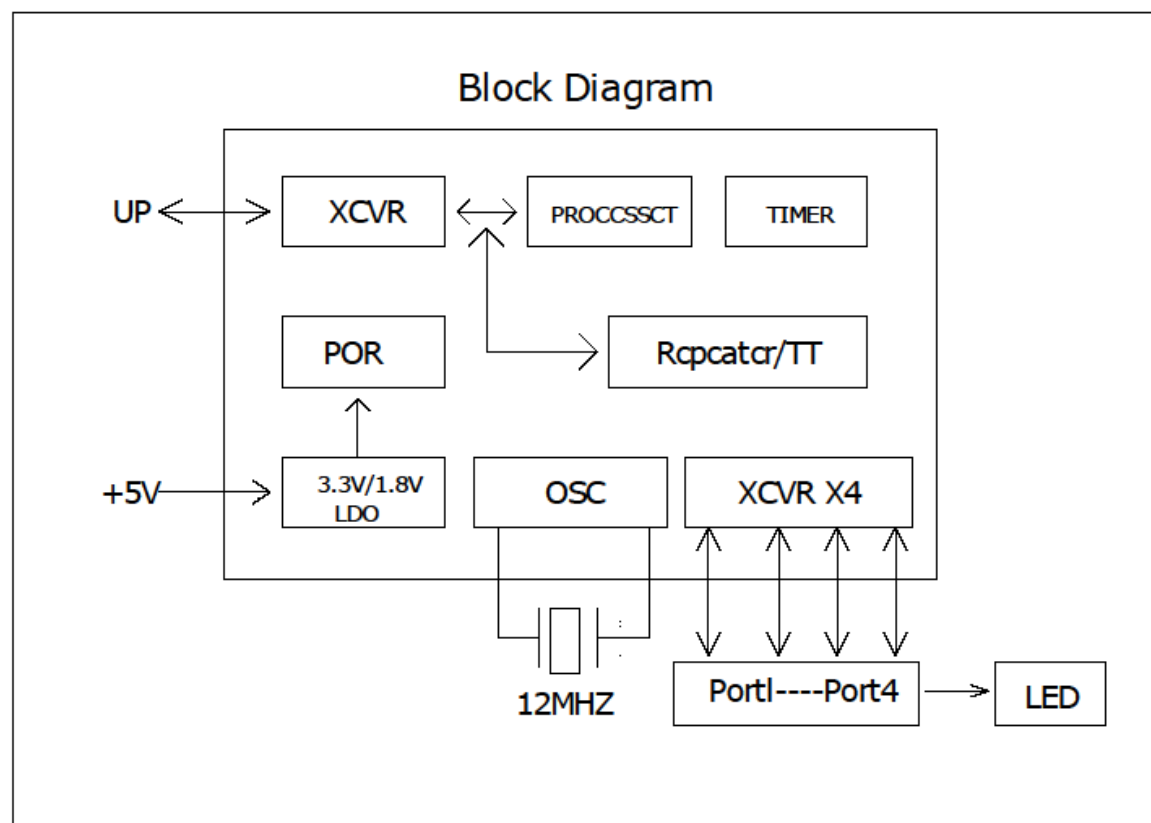 Block Diagram
UP
XCVR
PROCCSSCT
TIMER
POR
Rcpcatcr/TT
+5V
3.3V/1.8V
LDO
OSC
XCVR X4
12MHZ
Portl----Port4
LED